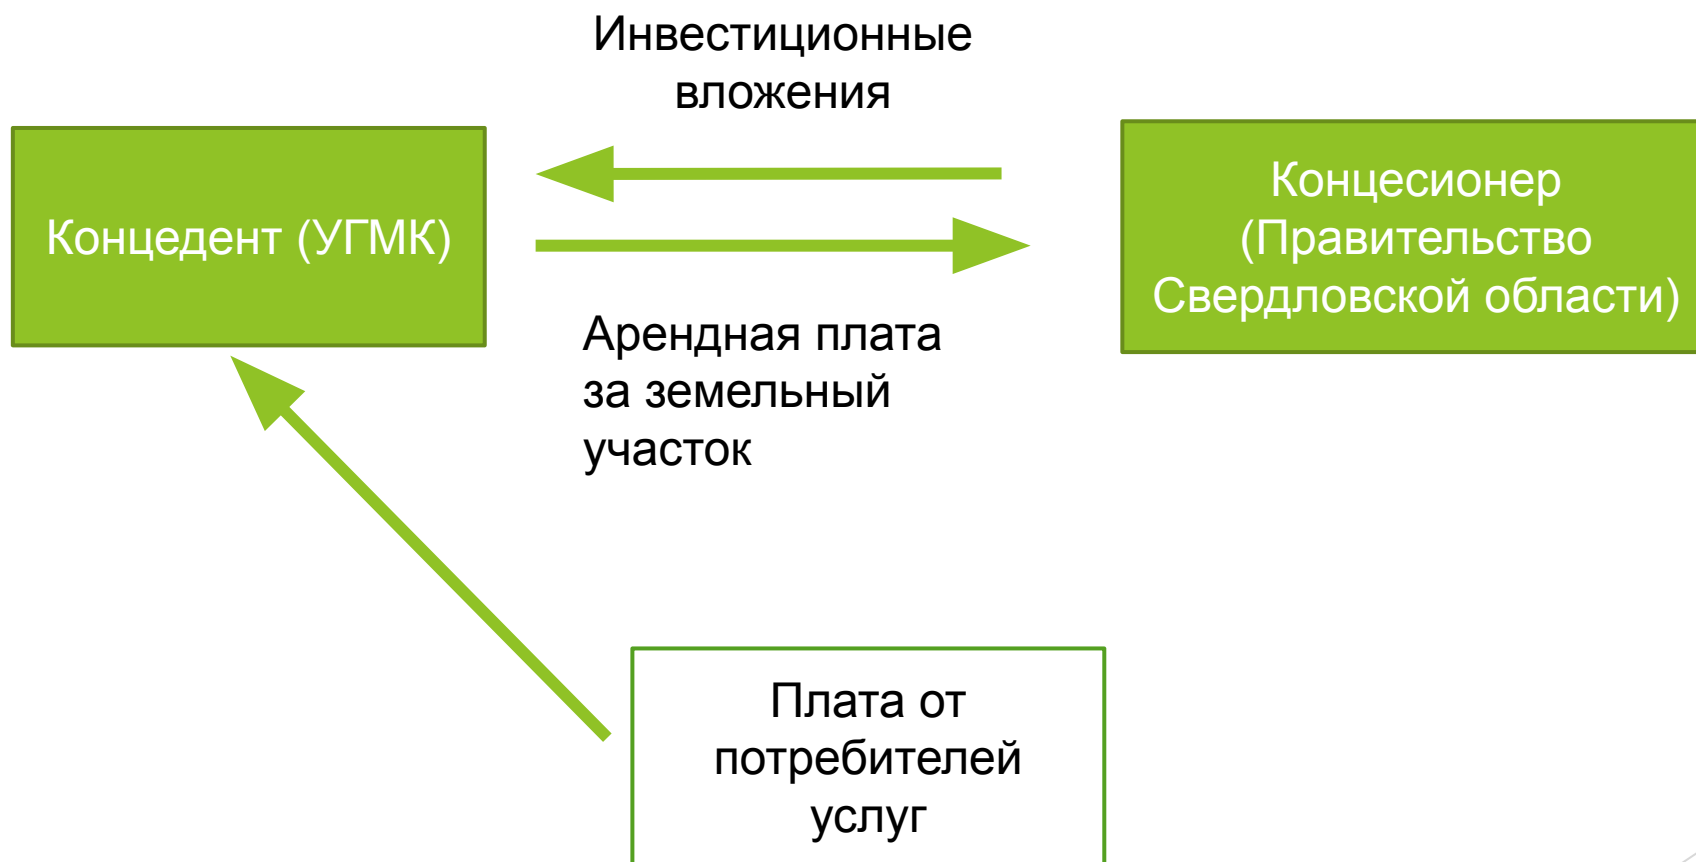 Инвестиционные
вложения
Концедент (УГМК)
Концесионер
(Правительство
Свердловской области)
Арендная плата
за земельный
участок
Плата от
потребителей
услуг